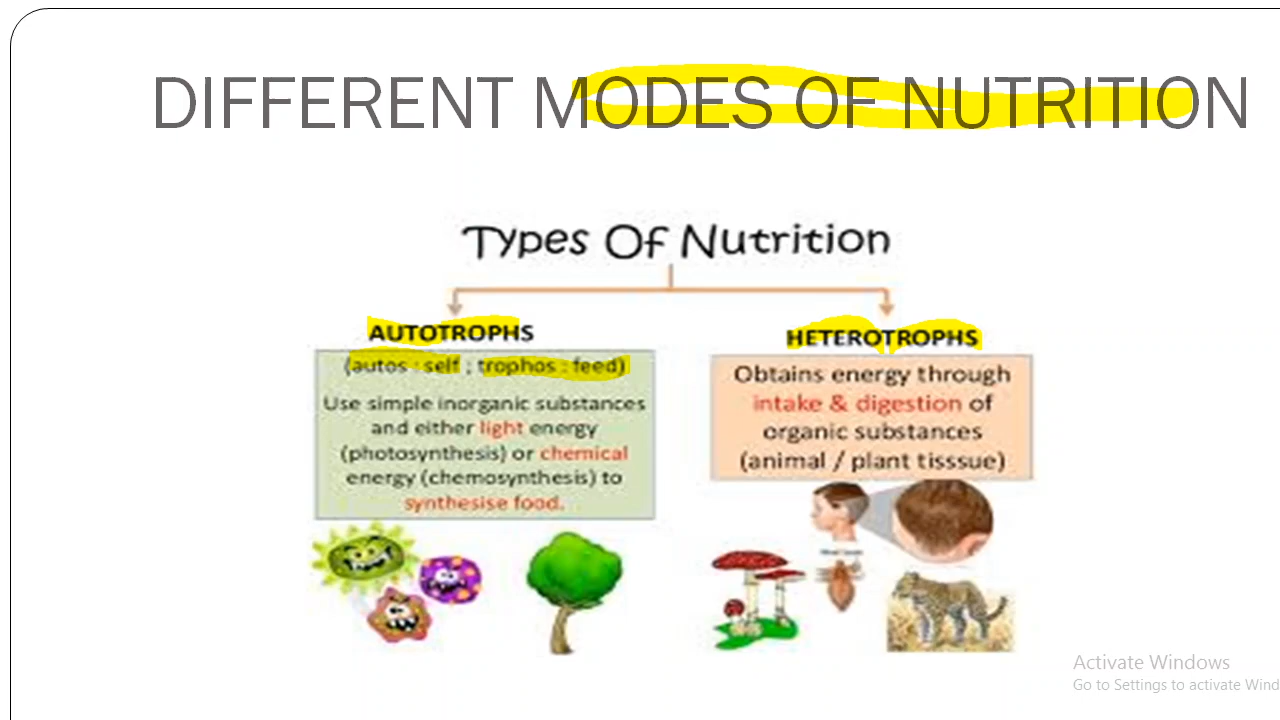 DIFFERENT MODES OF NUTRITION
Types Of Nutrition
AUTOTROPHS
(autos : self ; trophos : feed)
Use simple inorganic substances
and either light energy
(photosynthesis) or chemical
energy (chemosynthesis) to
synthesise food.
HETEROTROPHS
Obtains energy through
intake & digestion of
organic substances
(animal / plant tisssue)
Activate Windows
Go to Settings to activate Wind